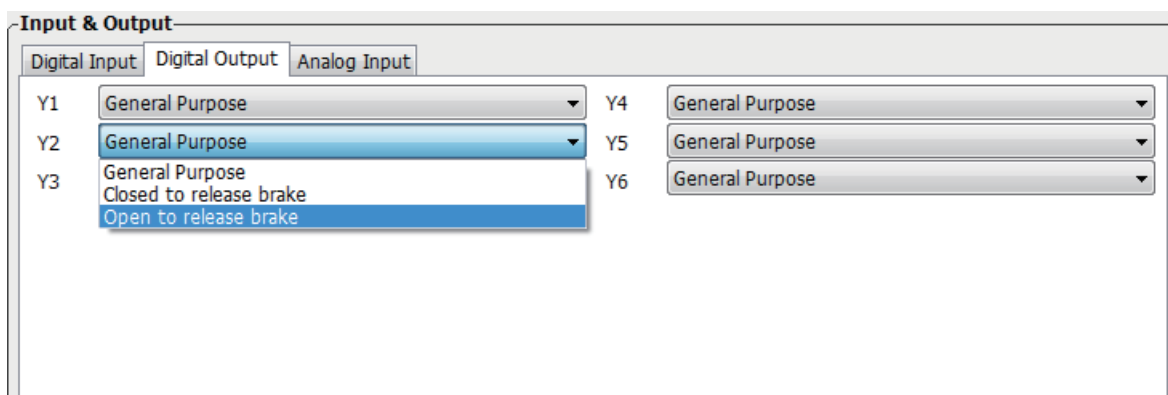 Input & Output
Digital Input Digital Output Analog Input
Y1 General Purpose Y4 General Purpose
Y2 General Purpose Y5 General Purpose
Y3 General Purpose Y6 General Purpose
Closed to release brake
Open to release brake